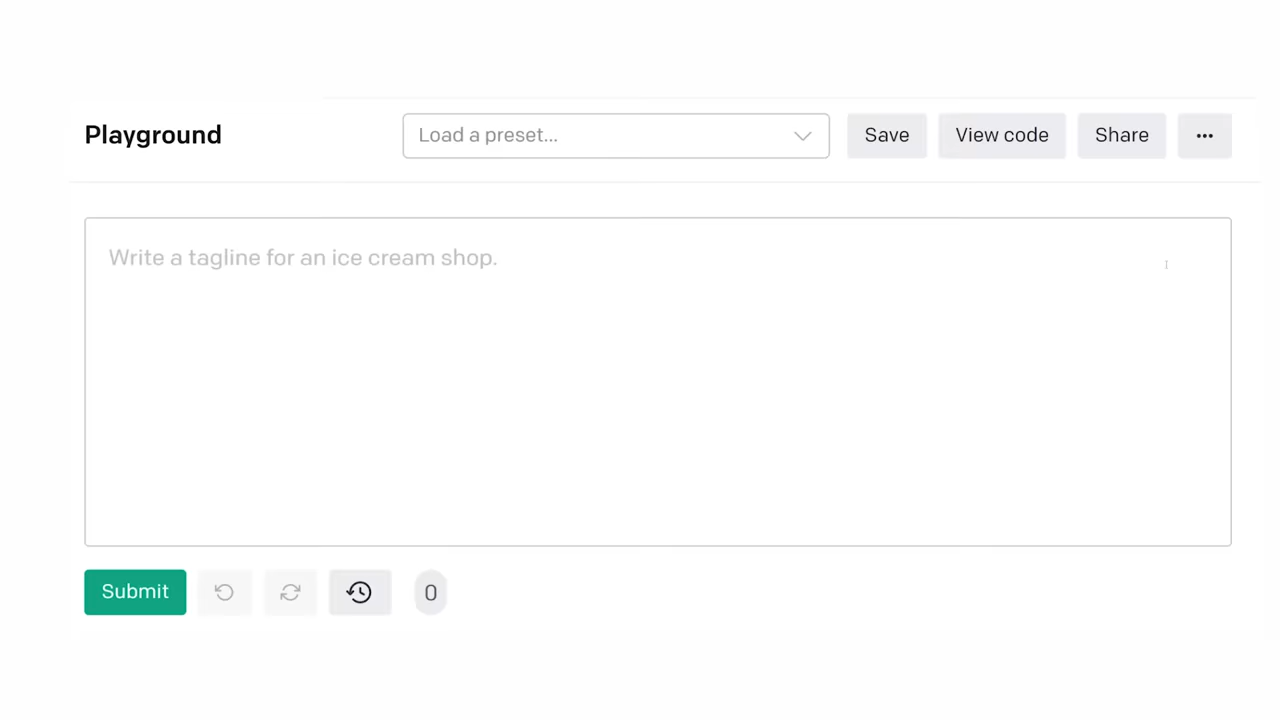 Playground
Load a preset...
Save
View code
Share
...
Write a tagline for an ice cream shop.
Submit
0